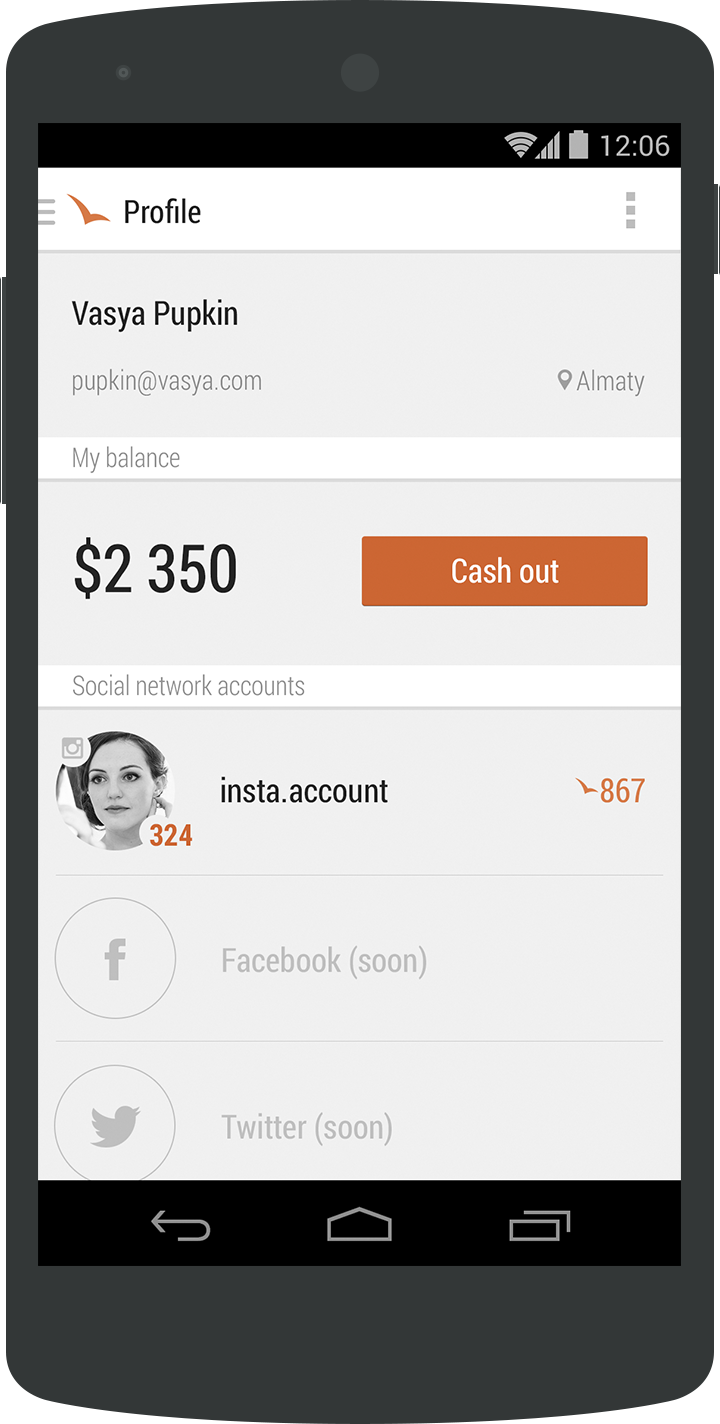 12:06
Profile
Vasya Pupkin
pupkin@vasya.com
Almaty
My balance
$2 350
Cash out
Social network accounts
insta.account
867
324
Facebook (soon)
Twitter (soon)